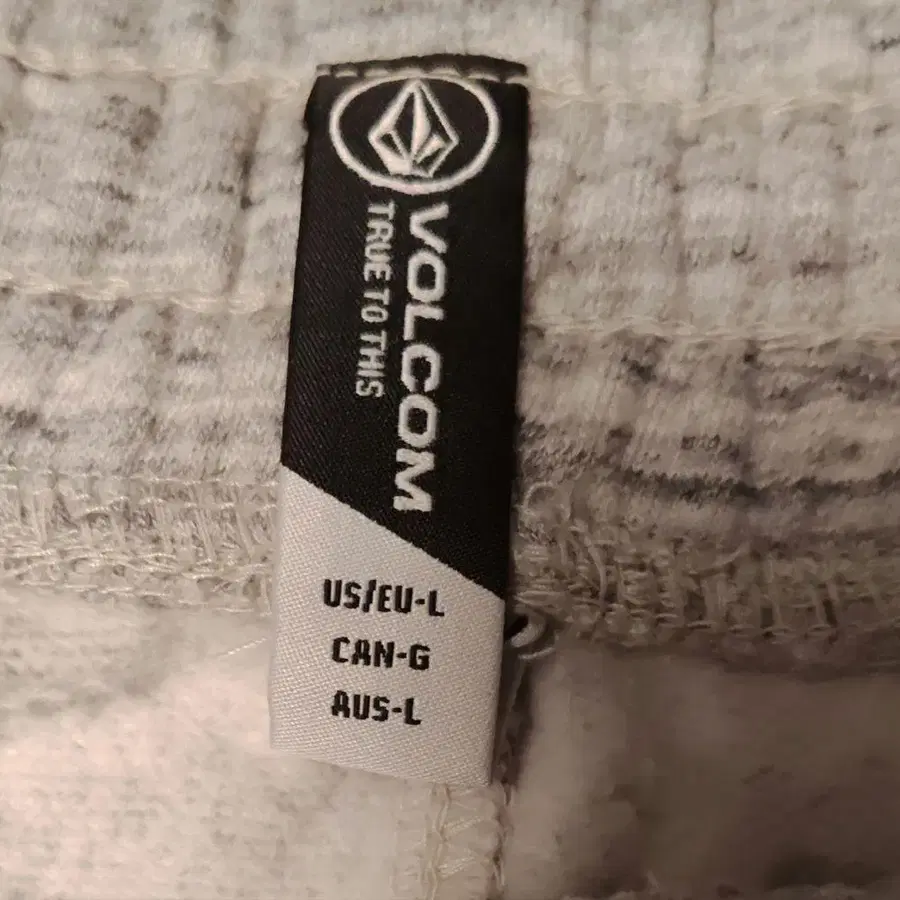 VOLCOM
TRUE TO THIS
US/EU-L
CAN-G
AUS-L